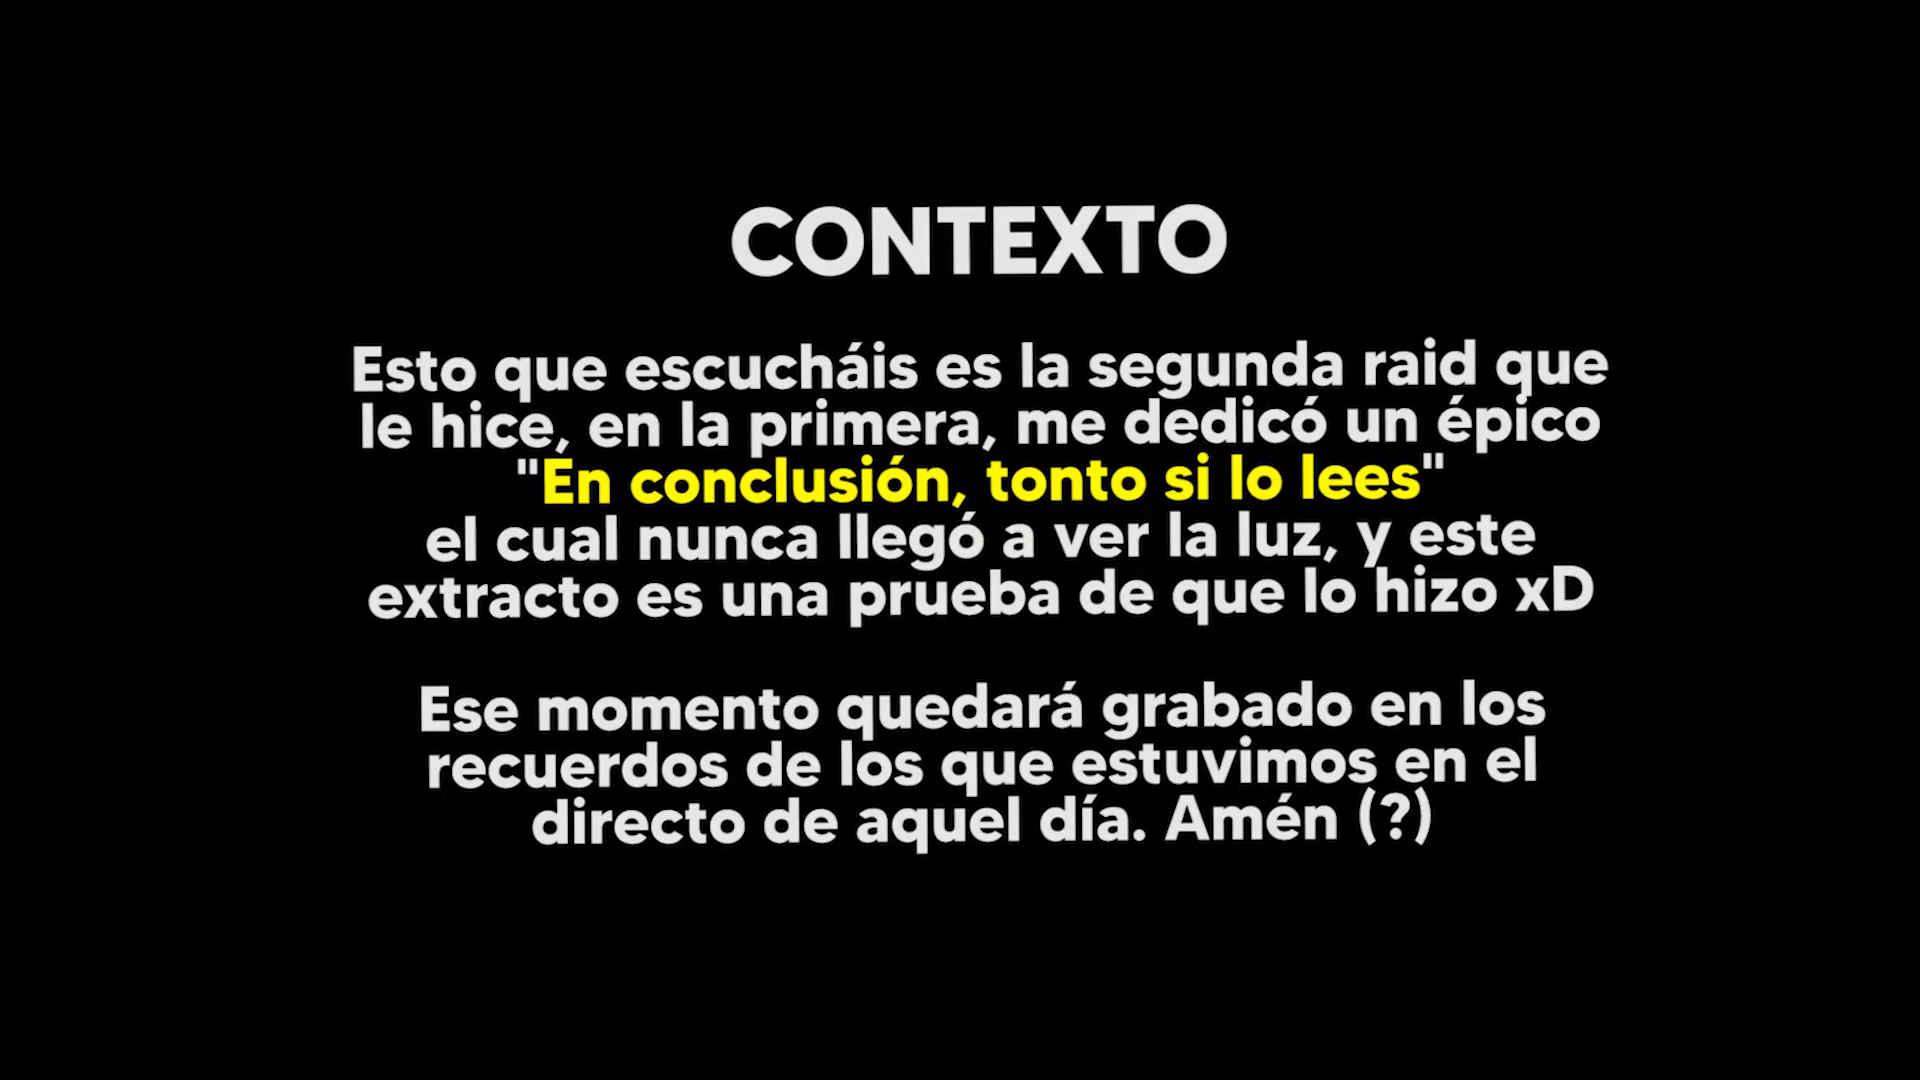 CONTEXTO
Esto que escucháis es la segunda raid que
le hice, en la primera, me dedicó un épico
"En conclusión, tonto si lo lees"
el cual nunca llegó a ver la luz, y este
extracto es una prueba de que lo hizo xD
Ese momento quedará grabado en los
recuerdos de los que estuvimos en el
directo de aquel día. Amén (?)